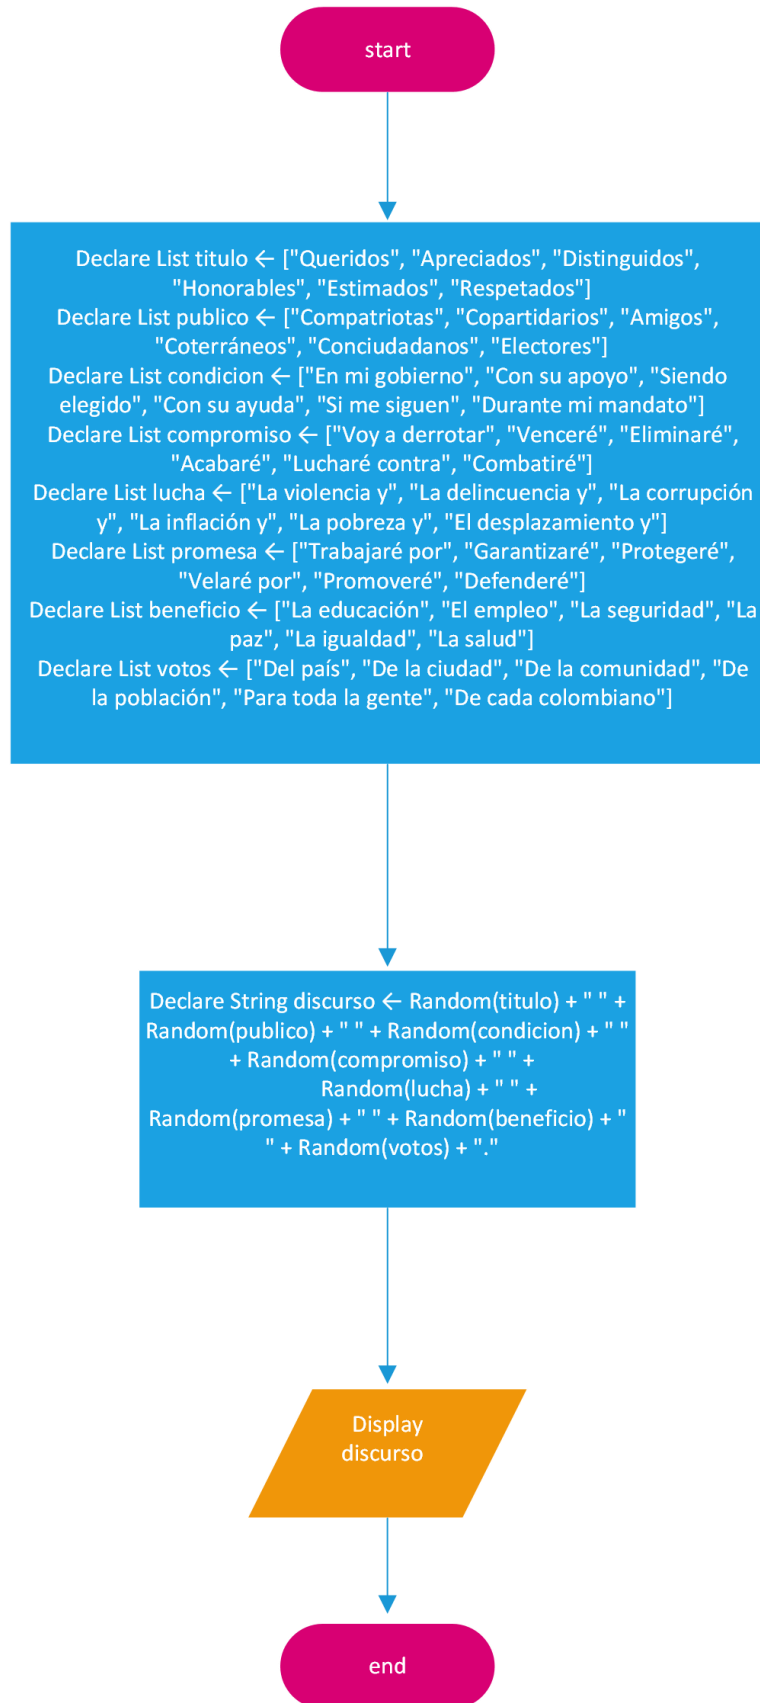 start
Declare List titulo ← ["Queridos", "Apreciados", "Distinguidos",
"Honorables", "Estimados", "Respetados"]
Declare List publico ← ["Compatriotas", "Copartidarios", "Amigos",
"Coterráneos", "Conciudadanos", "Electores"]
Declare List condicion ← ["En mi gobierno", "Con su apoyo", "Siendo
elegido", "Con su ayuda", "Si me siguen", "Durante mi mandato"]
Declare List compromiso ← ["Voy a derrotar", "Venceré", "Eliminaré",
"Acabaré", "Lucharé contra", "Combatiré"]
Declare List lucha ← ["La violencia y", "La delincuencia y", "La corrupción
y", "La inflación y", "La pobreza y", "El desplazamiento y"]
Declare List promesa ← ["Trabajaré por", "Garantizaré", "Protegeré",
"Velaré por", "Promoveré", "Defenderé"]
Declare List beneficio ← ["La educación", "El empleo", "La seguridad", "La
paz", "La igualdad", "La salud"]
Declare List votos ← ["Del país", "De la ciudad", "De la comunidad", "De
la población", "Para toda la gente", "De cada colombiano"]
Declare String discurso ← Random(titulo) + " " +
Random(publico) + " " + Random(condicion) + " "
+ Random(compromiso) + " " +
Random(lucha) + " " +
Random(promesa) + " " + Random(beneficio) + "
" + Random(votos) + "."
Display
discurso
end